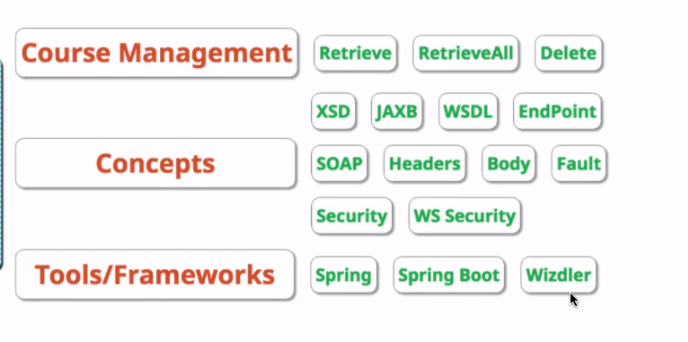 Course Management Retrieve RetrieveAll Delete
XSD JAXB WSDL EndPoint
Concepts SOAP Headers Body Fault
Security WS Security
Tools/Frameworks Spring Spring Boot Wizdler